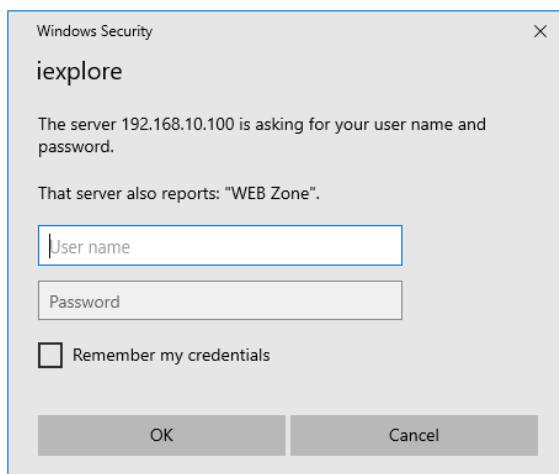 Windows Security
iexplore
The server 192.168.10.100 is asking for your user name and
password.
That server also reports: "WEB Zone".
User name
Password
Remember my credentials
OK
Cancel